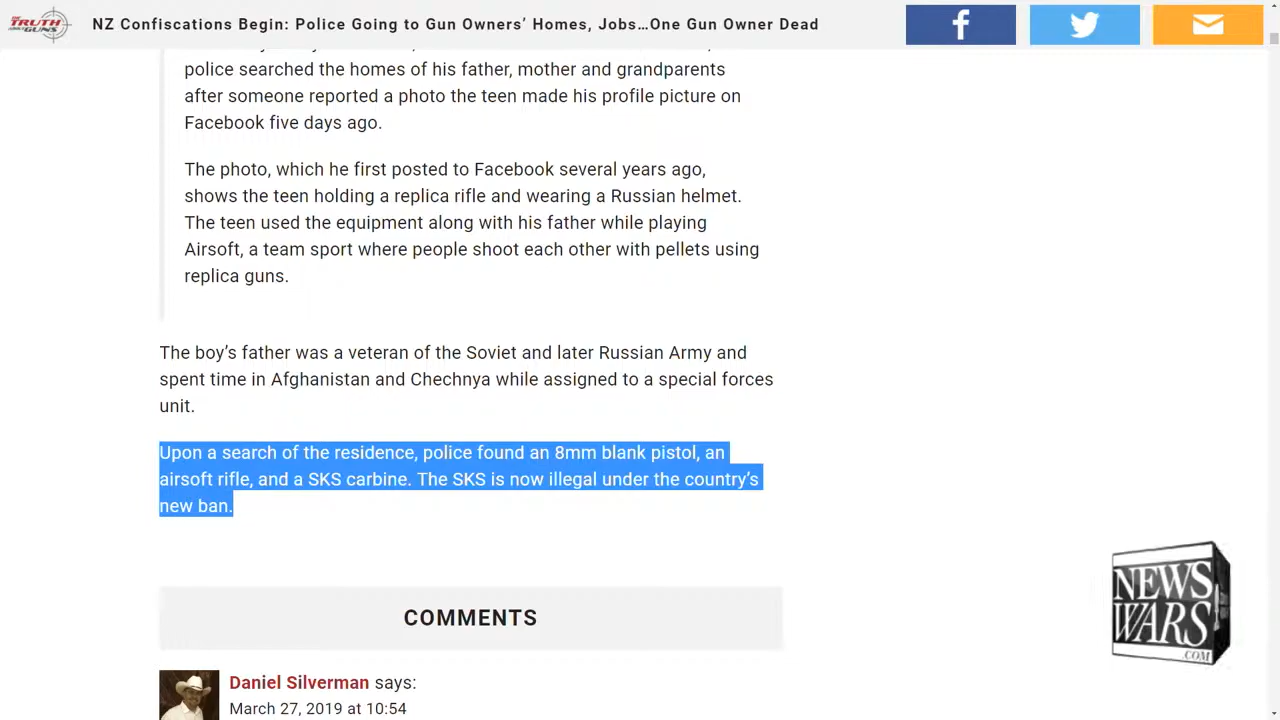 THE TRUTH ABOUT GUNS
NZ Confiscations Begin: Police Going to Gun Owners’ Homes, Jobs…One Gun Owner Dead
police searched the homes of his father, mother and grandparents
after someone reported a photo the teen made his profile picture on
Facebook five days ago.
The photo, which he first posted to Facebook several years ago,
shows the teen holding a replica rifle and wearing a Russian helmet.
The teen used the equipment along with his father while playing
Airsoft, a team sport where people shoot each other with pellets using
replica guns.
The boy’s father was a veteran of the Soviet and later Russian Army and
spent time in Afghanistan and Chechnya while assigned to a special forces
unit.
Upon a search of the residence, police found an 8mm blank pistol, an
airsoft rifle, and a SKS carbine. The SKS is now illegal under the country’s
new ban.
NEWS
WARS
.COM
COMMENTS
Daniel Silverman says:
March 27, 2019 at 10:54